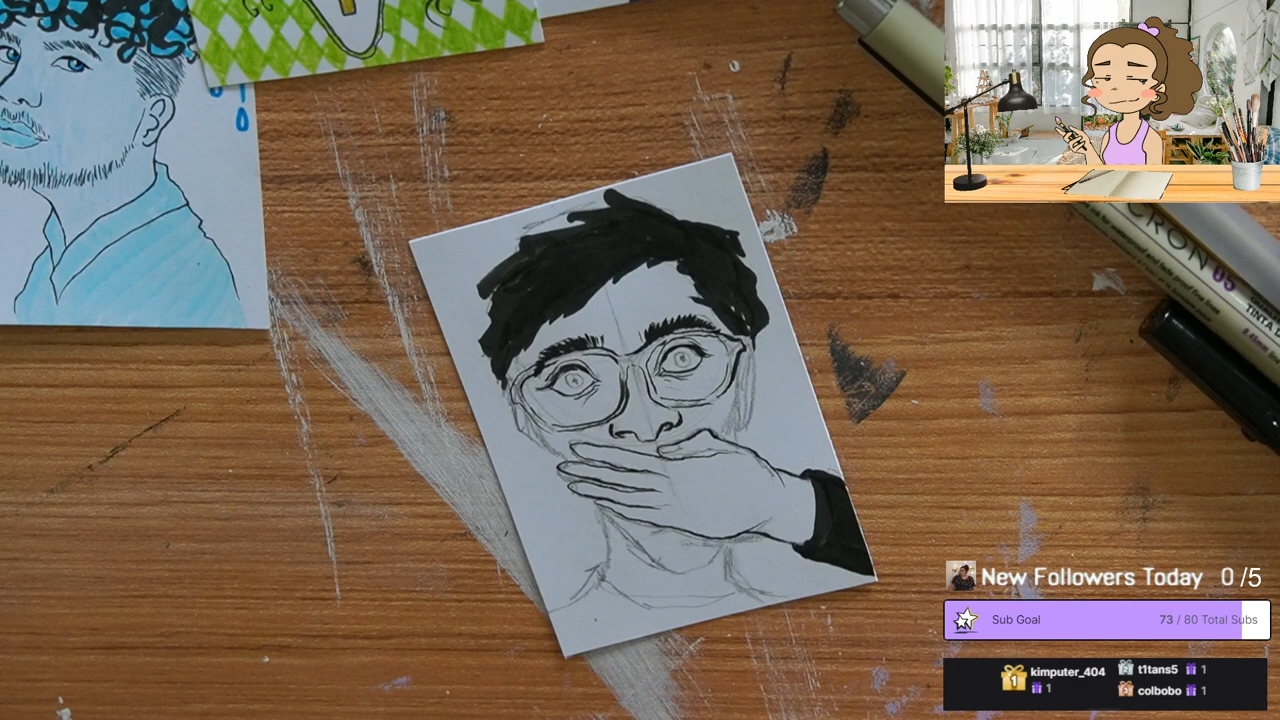 CRON 05
New Followers Today 0 /5
Sub Goal 73 / 80 Total Subs
1 kimputer_404 1
t1tans5 1
colbobo 1